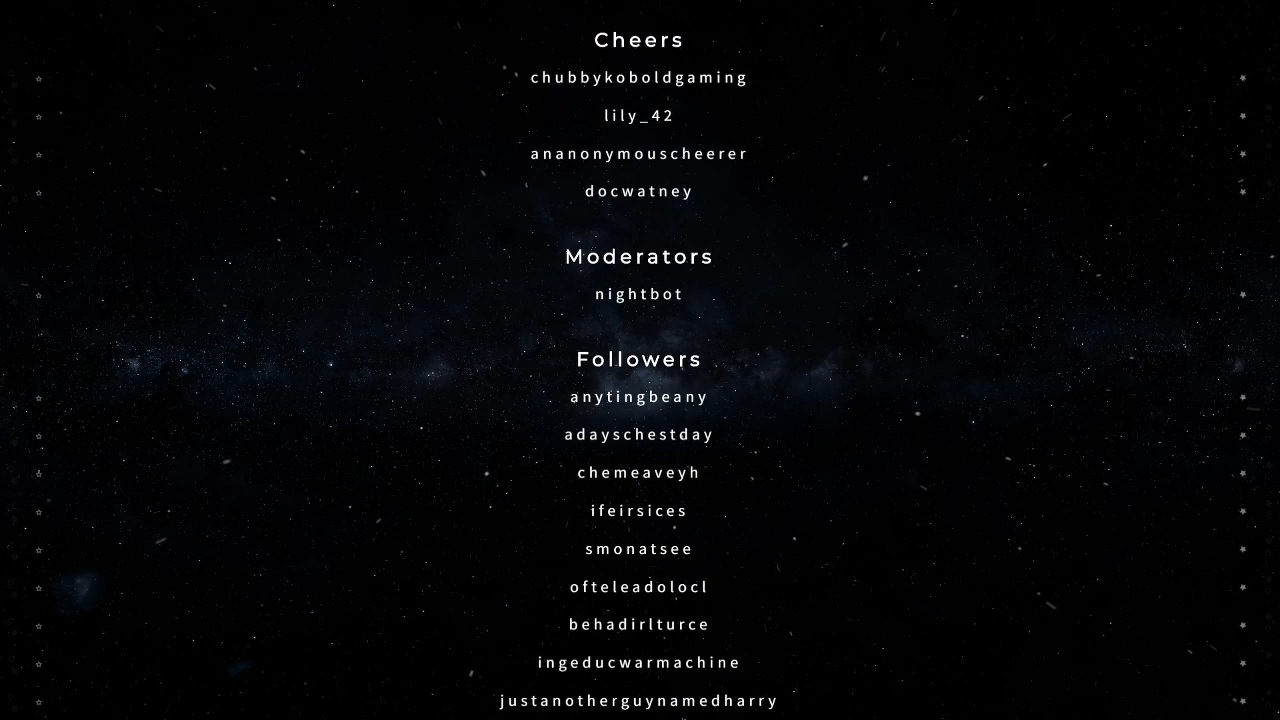 Cheers
chubbykoboldgaming
lily_42
ananonymouscheerer
docwatney
Moderators
nightbot
Followers
anytingbeany
adayschestday
chemeaveyh
ifeirsices
smonatsee
ofteleadolocl
behadirlturce
ingeducwarmachine
justanotherguynamedharry